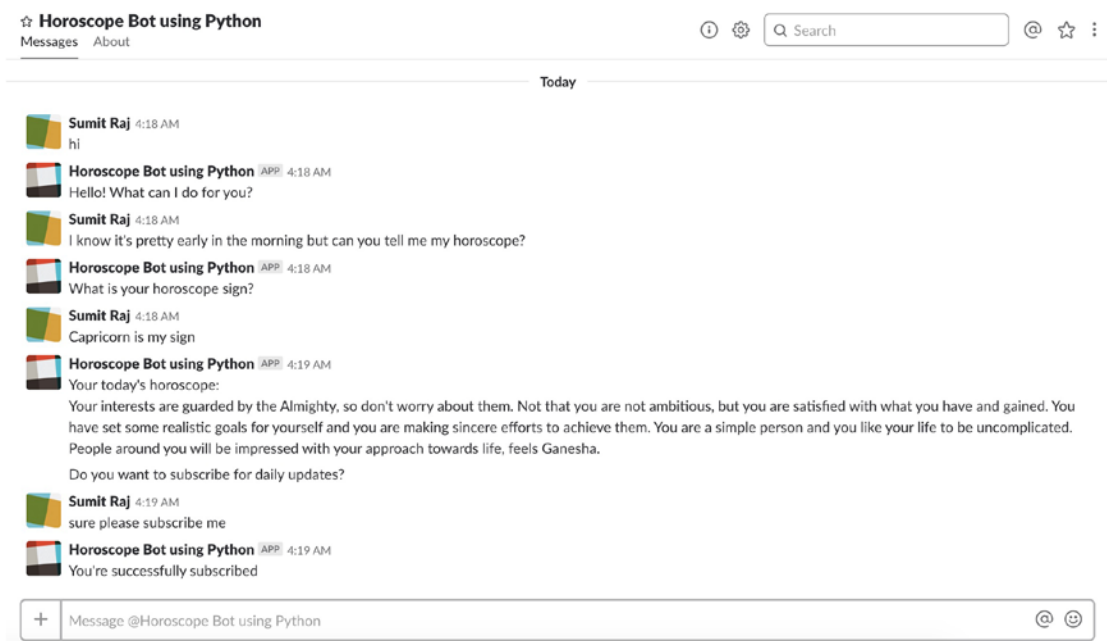 ☆ Horoscope Bot using Python
Messages About
Search
Today
Sumit Raj 4:18 AM
hi
Horoscope Bot using Python APP 4:18 AM
Hello! What can I do for you?
Sumit Raj 4:18 AM
I know it's pretty early in the morning but can you tell me my horoscope?
Horoscope Bot using Python APP 4:18 AM
What is your horoscope sign?
Sumit Raj 4:18 AM
Capricorn is my sign
Horoscope Bot using Python APP 4:19 AM
Your today's horoscope:
Your interests are guarded by the Almighty, so don't worry about them. Not that you are not ambitious, but you are satisfied with what you have and gained. You
have set some realistic goals for yourself and you are making sincere efforts to achieve them. You are a simple person and you like your life to be uncomplicated.
People around you will be impressed with your approach towards life, feels Ganesha.
Do you want to subscribe for daily updates?
Sumit Raj 4:19 AM
sure please subscribe me
Horoscope Bot using Python APP 4:19 AM
You're successfully subscribed
Message @Horoscope Bot using Python